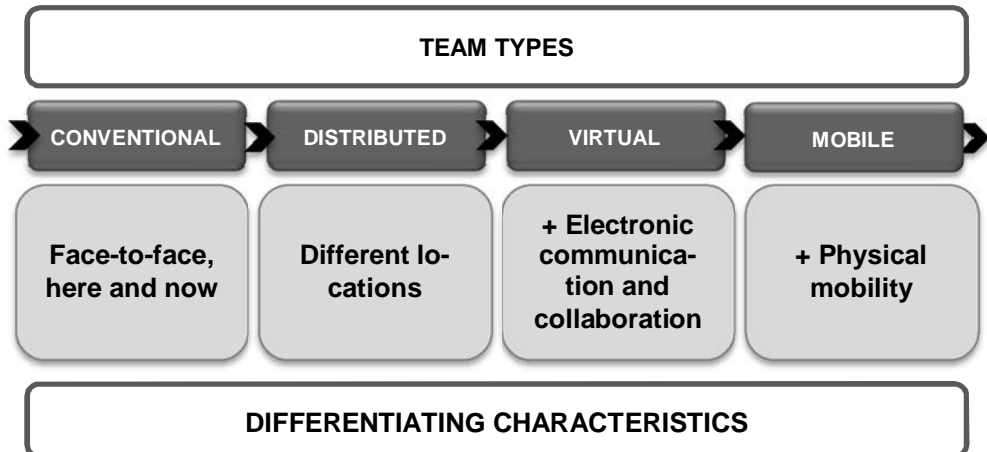 TEAM TYPES
CONVENTIONAL
DISTRIBUTED
VIRTUAL
MOBILE
Face-to-face,
here and now
Different lo-
cations
+ Electronic
communica-
tion and
collaboration
+ Physical
mobility
DIFFERENTIATING CHARACTERISTICS